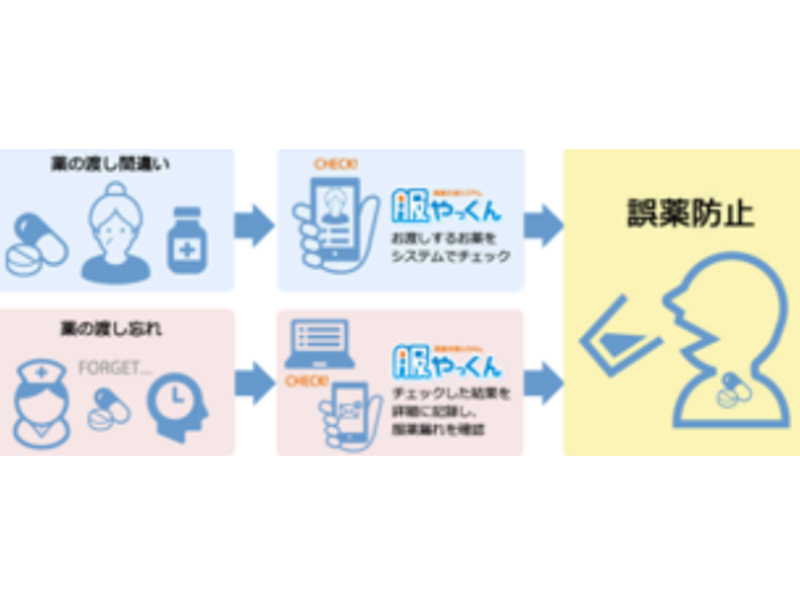 薬の渡し間違い
CHECK!
服やっくん
お渡しするお薬を
システムでチェック
誤薬防止
薬の渡し忘れ
FORGET...
CHECK!
服やっくん
チェックした結果を
詳細に記録し、
服薬漏れを確認